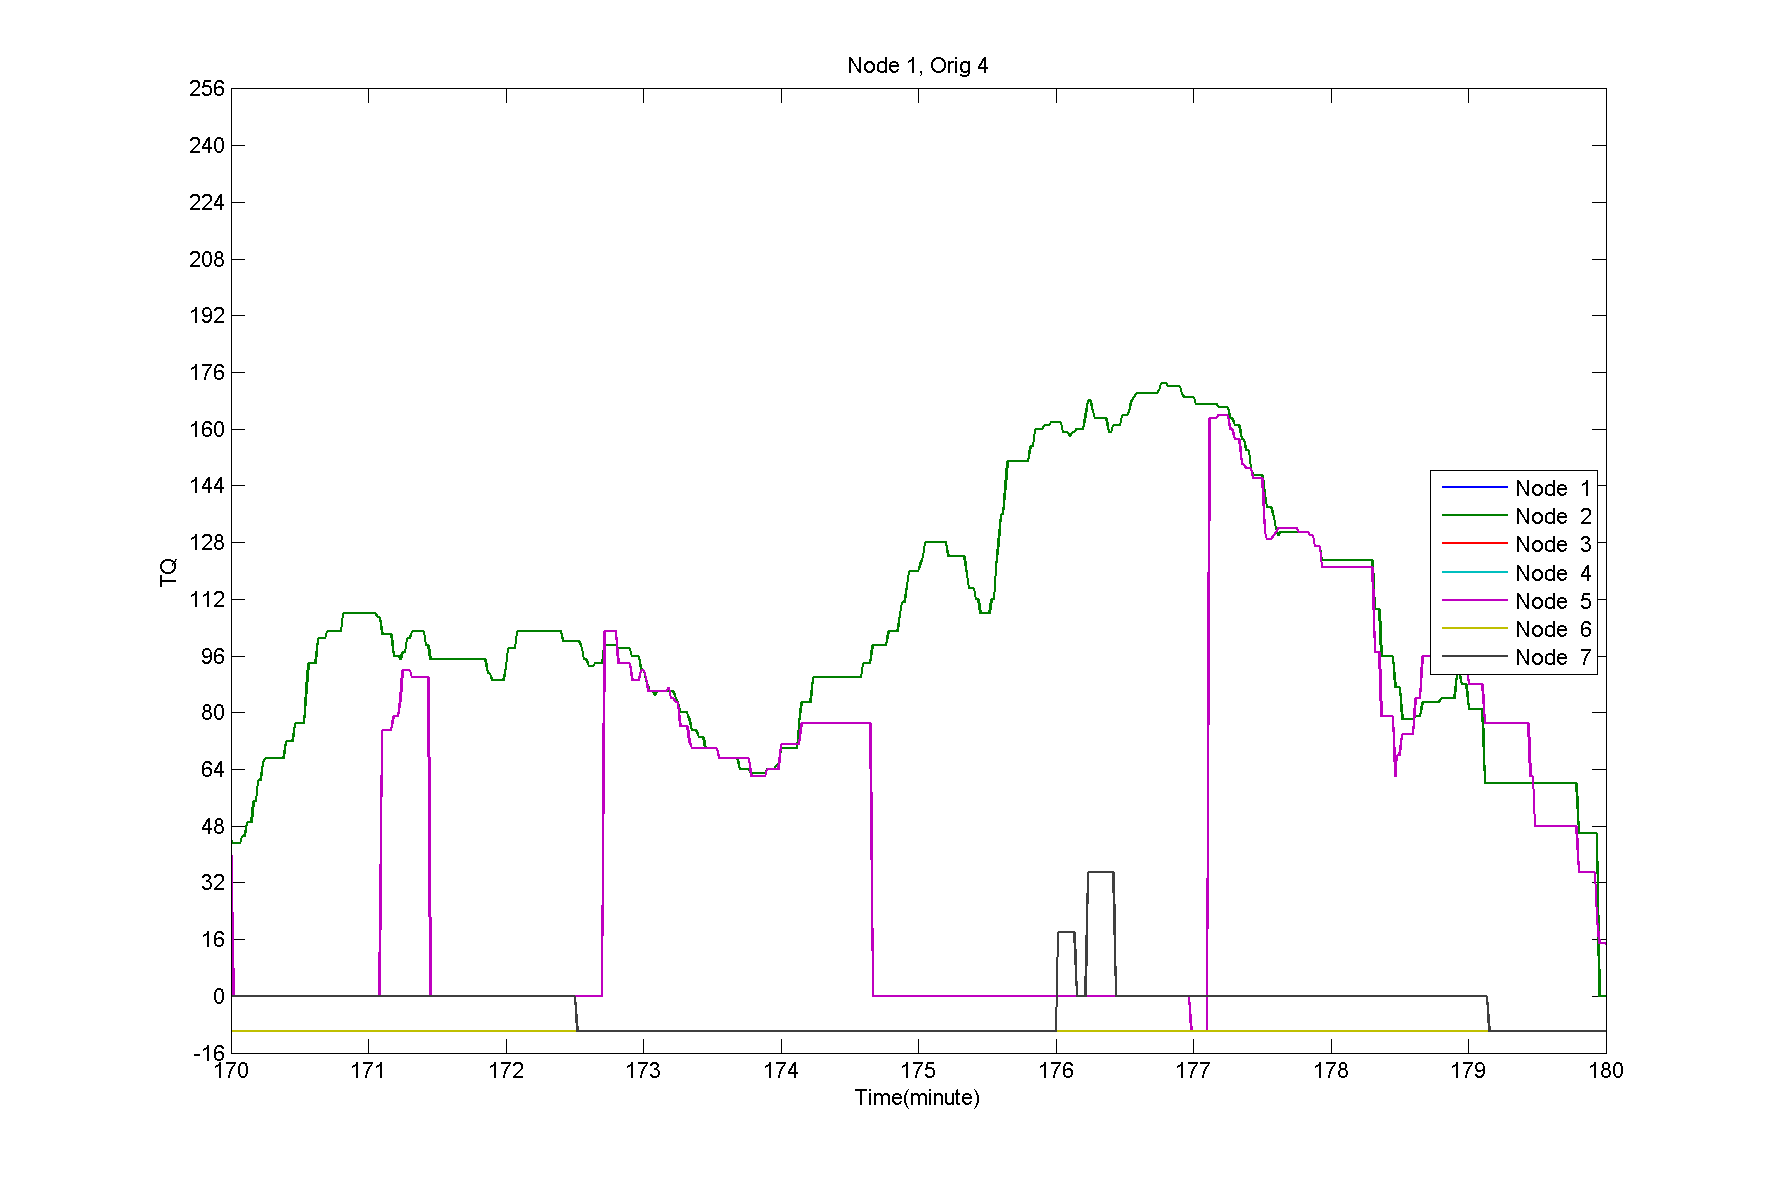 Node 1, Orig 4
256
240
224
208
192
176
160
144
128
112
96
80
64
48
32
16
0
-16
TQ
170 171 172 173 174 175 176 177 178 179 180
Time(minute)
Node 1
Node 2
Node 3
Node 4
Node 5
Node 6
Node 7